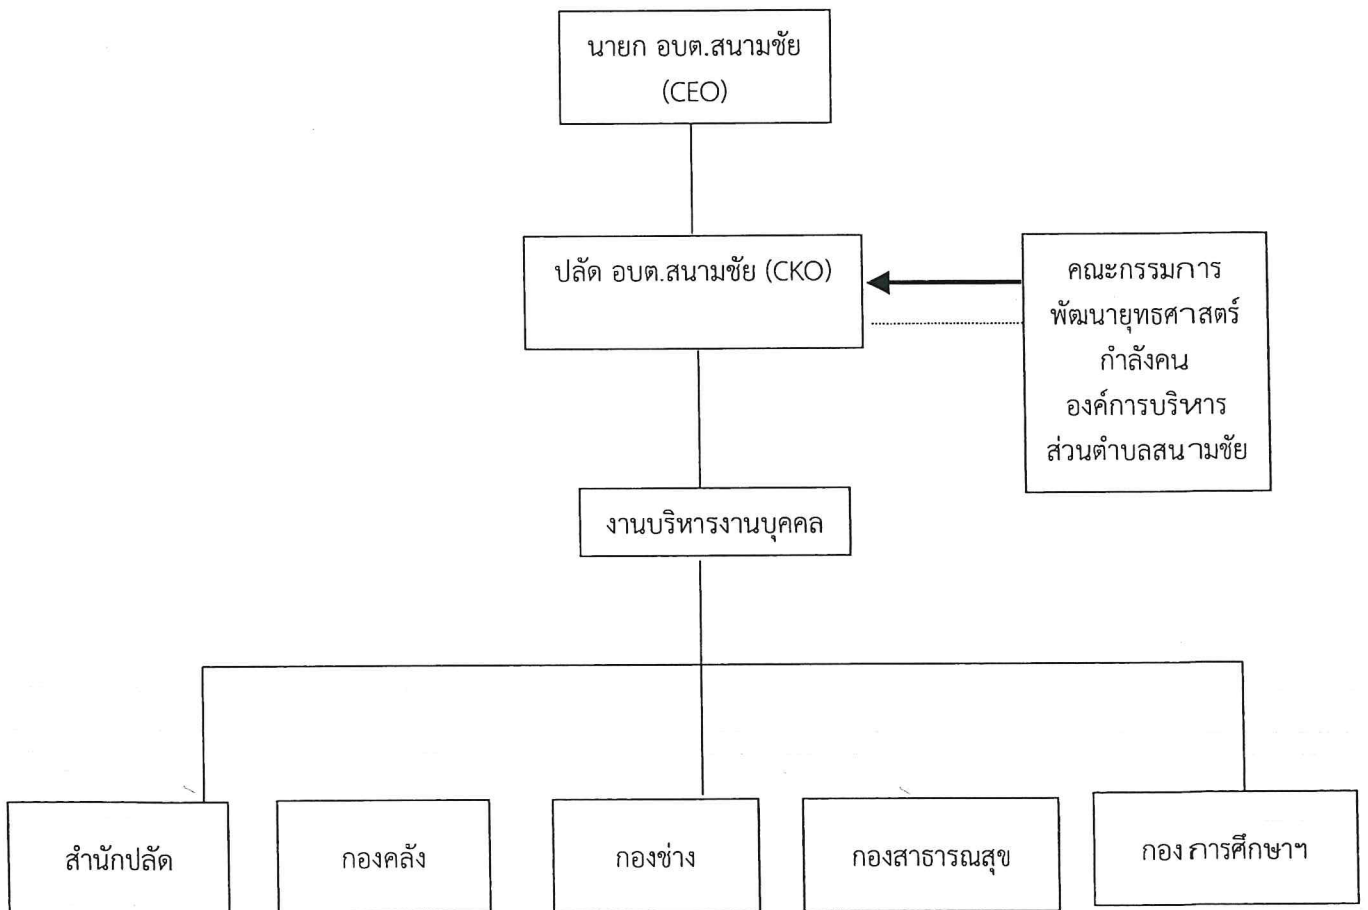 นายก อบต.สนามชัย
(CEO)
ปลัด อบต.สนามชัย (CKO)
คณะกรรมการ
พัฒนายุทธศาสตร์
กำลังคน
องค์การบริหาร
ส่วนตำบลสนามชัย
งานบริหารงานบุคคล
สำนักปลัด
กองคลัง
กองช่าง
กองสาธารณสุข
กองการศึกษาฯ